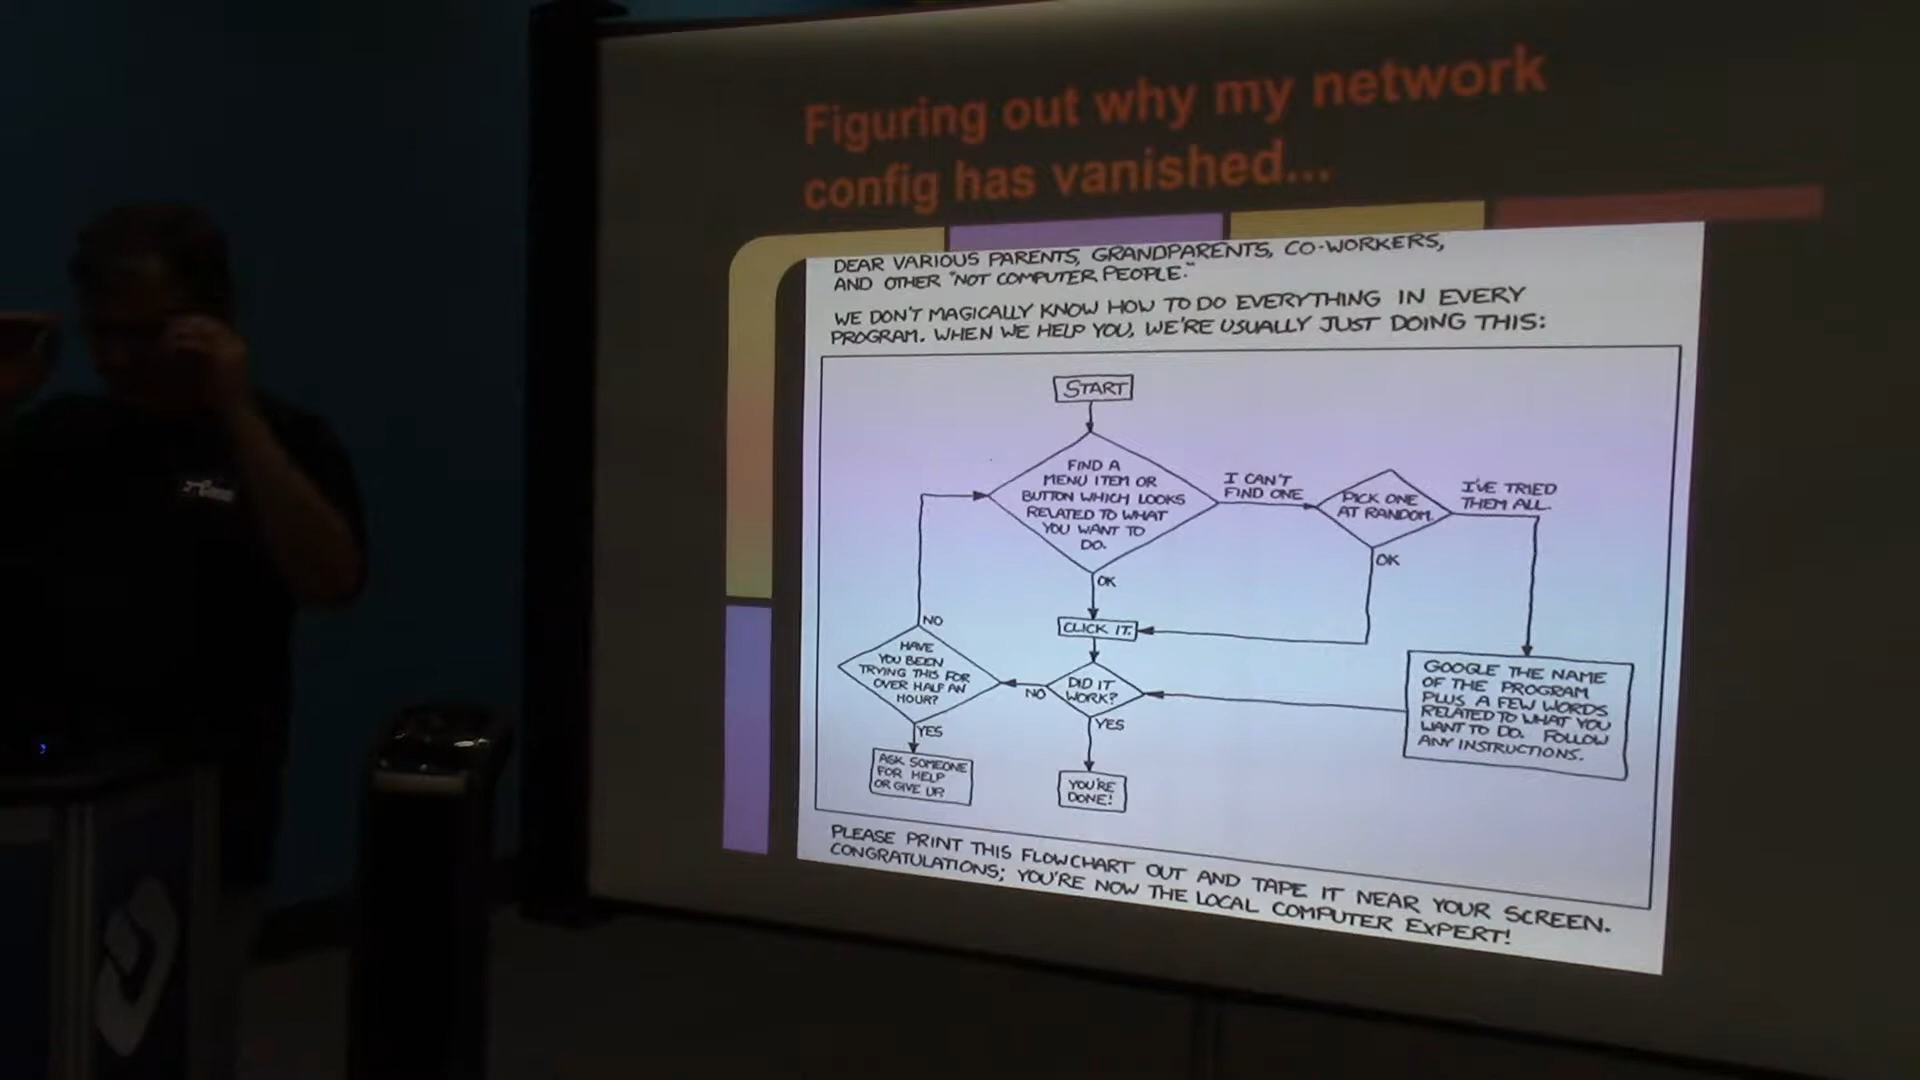 Figuring out why my network
config has vanished...
DEAR VARIOUS PARENTS, GRANDPARENTS, CO-WORKERS,
AND OTHER "NOT COMPUTER PEOPLE."
WE DON'T MAGICALLY KNOW HOW TO DO EVERYTHING IN EVERY
PROGRAM. WHEN WE HELP YOU, WE'RE USUALLY JUST DOING THIS:
START
FIND A
MENU ITEM OR
BUTTON WHICH LOOKS
RELATED TO WHAT
YOU WANT TO
DO.
I CAN'T
FIND ONE
PICK ONE
AT RANDOM.
I'VE TRIED
THEM ALL.
OK
OK
CLICK IT.
NO
HAVE
YOU BEEN
TRYING THIS FOR
OVER HALF AN
HOUR?
NO
DID IT
WORK?
GOOGLE THE NAME
OF THE PROGRAM
PLUS A FEW WORDS
RELATED TO WHAT YOU
WANT TO DO. FOLLOW
ANY INSTRUCTIONS.
YES
YES
ASK SOMEONE
FOR HELP
OR GIVE UP.
YOU'RE
DONE!
PLEASE PRINT THIS FLOWCHART OUT AND TAPE IT NEAR YOUR SCREEN.
CONGRATULATIONS; YOU'RE NOW THE LOCAL COMPUTER EXPERT!